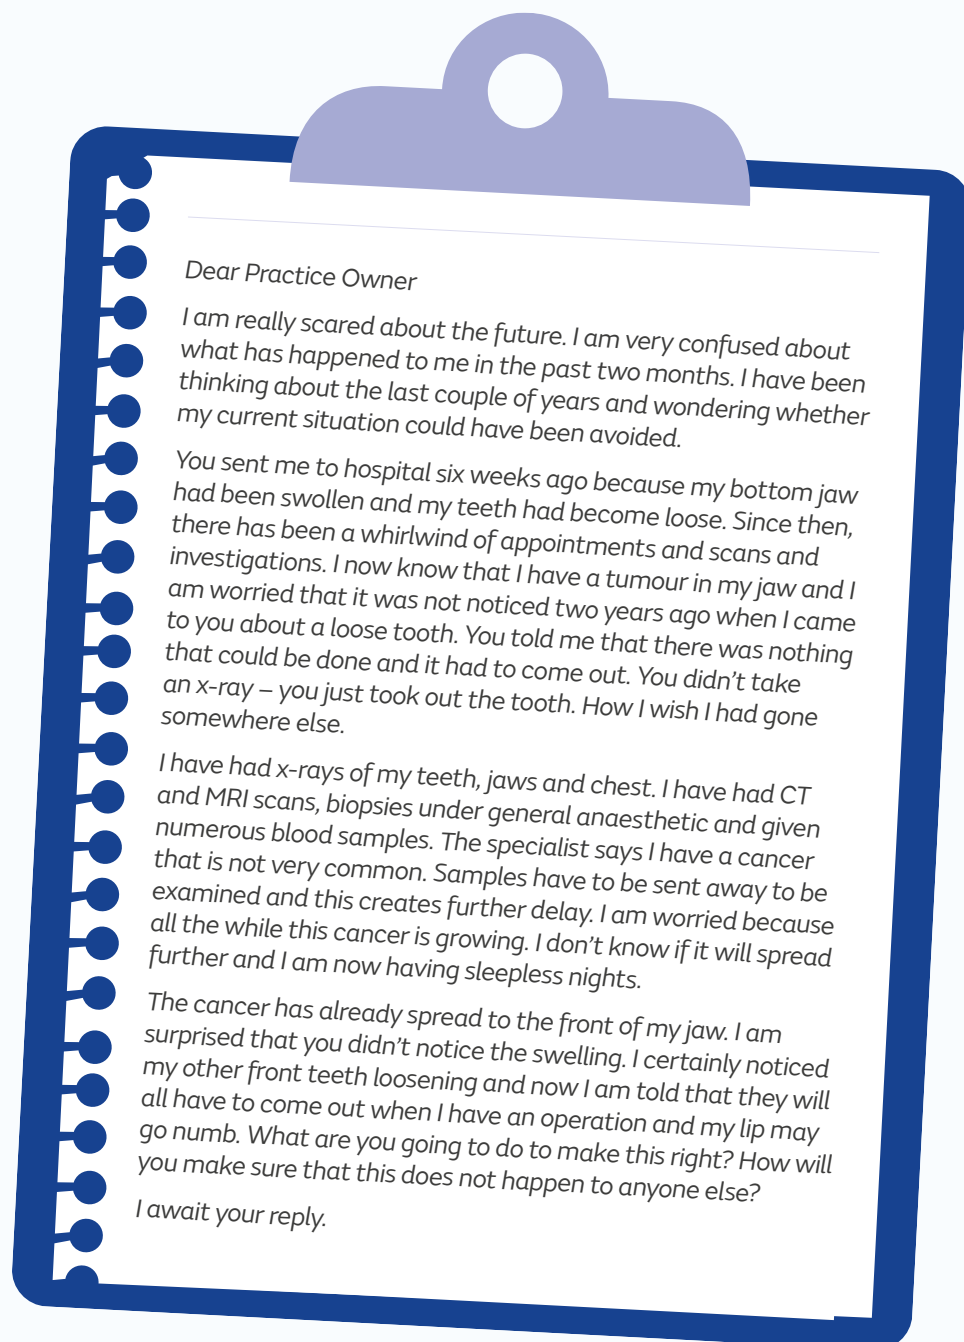 Dear Practice Owner
I am really scared about the future. I am very confused about
what has happened to me in the past two months. I have been
thinking about the last couple of years and wondering whether
my current situation could have been avoided.
You sent me to hospital six weeks ago because my bottom jaw
had been swollen and my teeth had become loose. Since then,
there has been a whirlwind of appointments and scans and
investigations. I now know that I have a tumour in my jaw and I
am worried that it was not noticed two years ago when I came
to you about a loose tooth. You told me that there was nothing
that could be done and it had to come out. You didn’t take
an x-ray – you just took out the tooth. How I wish I had gone
somewhere else.
I have had x-rays of my teeth, jaws and chest. I have had CT
and MRI scans, biopsies under general anaesthetic and given
numerous blood samples. The specialist says I have a cancer
that is not very common. Samples have to be sent away to be
examined and this creates further delay. I am worried because
all the while this cancer is growing. I don’t know if it will spread
further and I am now having sleepless nights.
The cancer has already spread to the front of my jaw. I am
surprised that you didn’t notice the swelling. I certainly noticed
my other front teeth loosening and now I am told that they will
all have to come out when I have an operation and my lip may
go numb. What are you going to do to make this right? How will
you make sure that this does not happen to anyone else?
I await your reply.